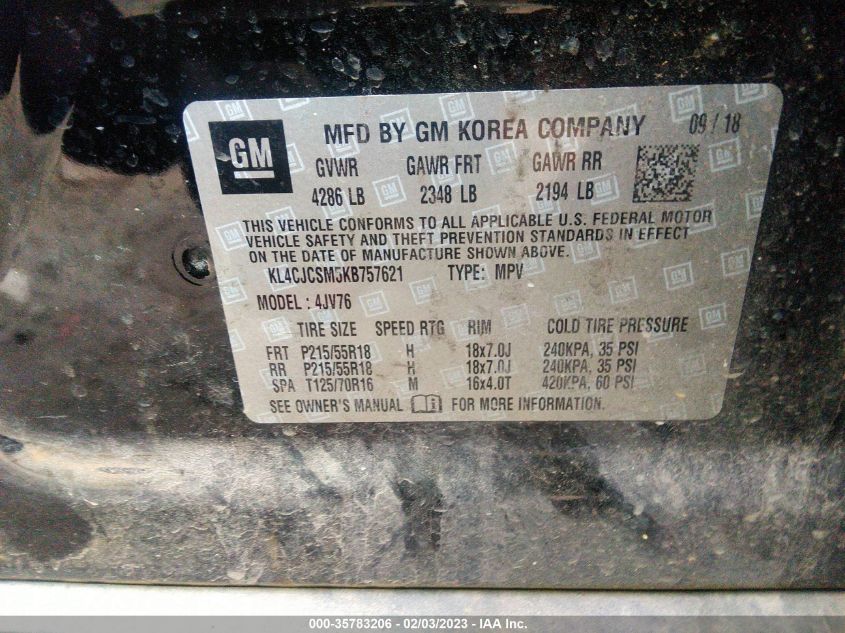 GM MFD BY GM KOREA COMPANY 09 / 18
GVWR GAWR FRT GAWR RR
4286 LB 2348 LB 2194 LB
THIS VEHICLE CONFORMS TO ALL APPLICABLE U.S. FEDERAL MOTOR
VEHICLE SAFETY AND THEFT PREVENTION STANDARDS IN EFFECT
ON THE DATE OF MANUFACTURE SHOWN ABOVE.
KL4CJCSM5KB757621 TYPE: MPV
MODEL : 4JV76
TIRE SIZE SPEED RTG RIM COLD TIRE PRESSURE
FRT P215/55R18 H 18x7.0J 240KPA, 35 PSI
RR P215/55R18 H 18x7.0J 240KPA, 35 PSI
SPA T125/70R16 M 16x4.0T 420KPA, 60 PSI
SEE OWNER'S MANUAL FOR MORE INFORMATION.
000-35783206 - 02/03/2023 - IAA Inc.